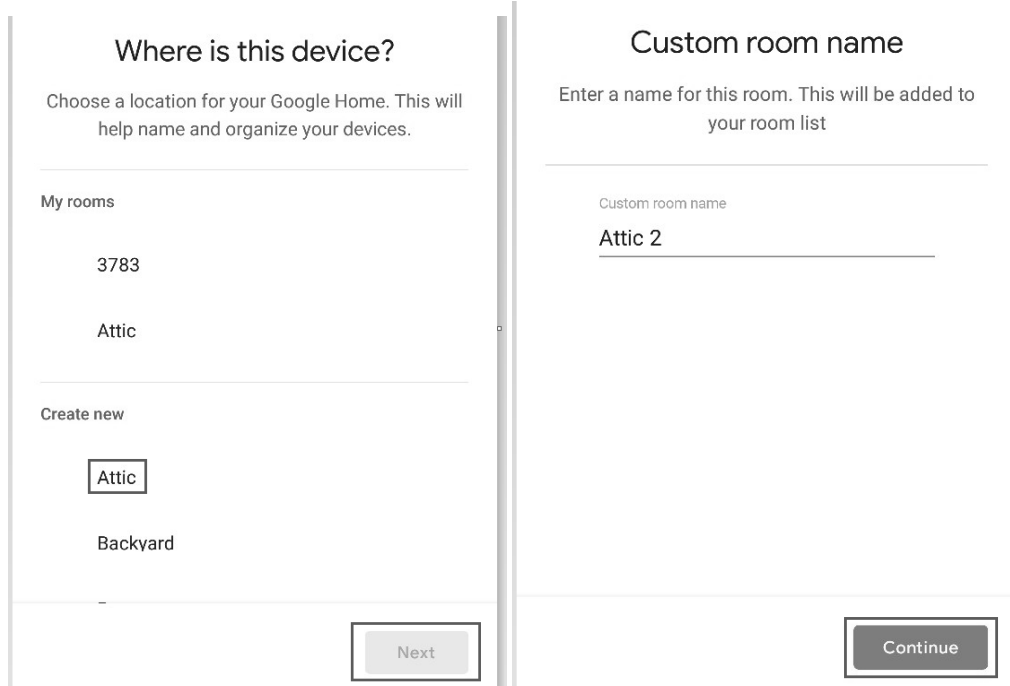 Where is this device?
Choose a location for your Google Home. This will
help name and organize your devices.
My rooms
3783
Attic
Create new
Attic
Backyard
Next
Custom room name
Enter a name for this room. This will be added to
your room list
Custom room name
Attic 2
Continue